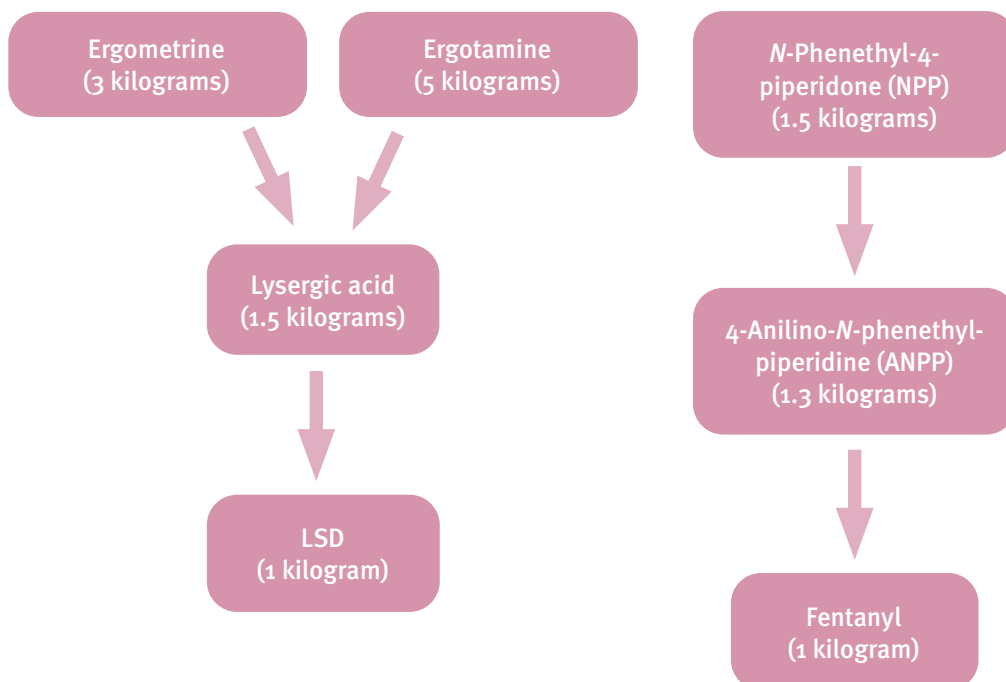 Ergometrine
(3 kilograms)
Ergotamine
(5 kilograms)
N-Phenethyl-4-
piperidone (NPP)
(1.5 kilograms)
Lysergic acid
(1.5 kilograms)
4-Anilino-N-phenethyl-
piperidine (ANPP)
(1.3 kilograms)
LSD
(1 kilogram)
Fentanyl
(1 kilogram)